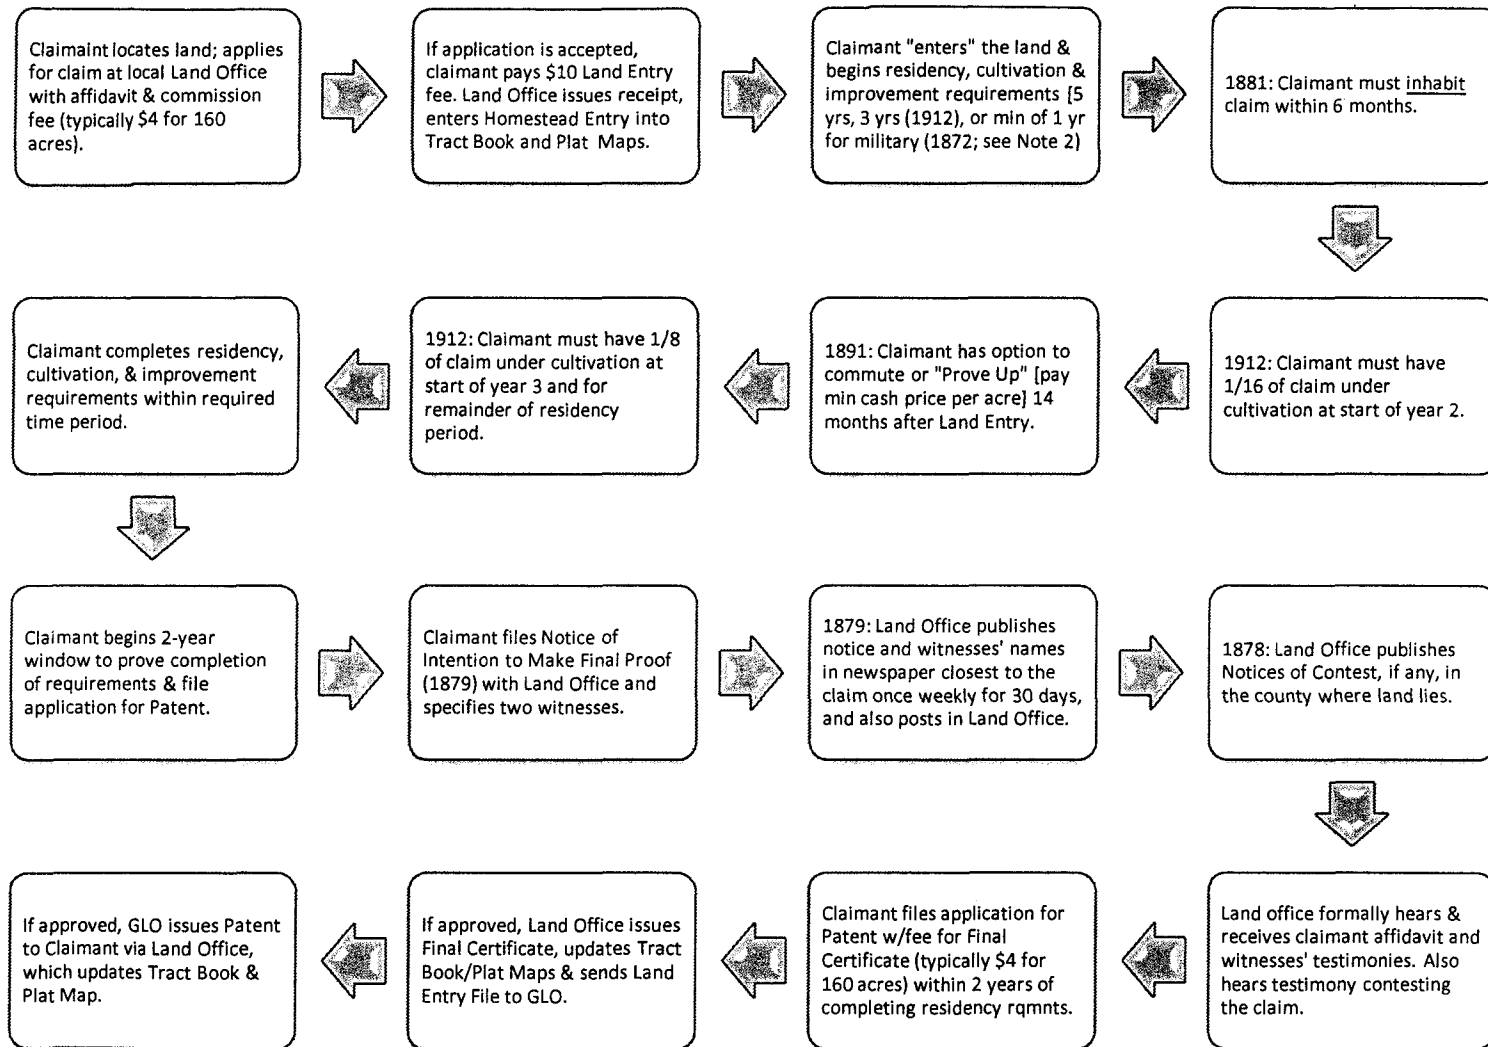 Claimaint locates land; applies
for claim at local Land Office
with affidavit & commission
fee (typically $4 for 160
acres).
If application is accepted,
claimant pays $10 Land Entry
fee. Land Office issues receipt,
enters Homestead Entry into
Tract Book and Plat Maps.
Claimant "enters" the land &
begins residency, cultivation &
improvement requirements [5
yrs, 3 yrs (1912), or min of 1 yr
for military (1872; see Note 2)
1881: Claimant must inhabit
claim within 6 months.
1912: Claimant must have
1/16 of claim under
cultivation at start of year 2.
1891: Claimant has option to
commute or "Prove Up" [pay
min cash price per acre] 14
months after Land Entry.
1912: Claimant must have 1/8
of claim under cultivation at
start of year 3 and for
remainder of residency
period.
Claimant completes residency,
cultivation, & improvement
requirements within required
time period.
Claimant begins 2-year
window to prove completion
of requirements & file
application for Patent.
Claimant files Notice of
Intention to Make Final Proof
(1879) with Land Office and
specifies two witnesses.
1879: Land Office publishes
notice and witnesses' names
in newspaper closest to the
claim once weekly for 30 days,
and also posts in Land Office.
1878: Land Office publishes
Notices of Contest, if any, in
the county where land lies.
Land office formally hears &
receives claimant affidavit and
witnesses' testimonies. Also
hears testimony contesting
the claim.
Claimant files application for
Patent w/fee for Final
Certificate (typically $4 for
160 acres) within 2 years of
completing residency rqmnts.
If approved, Land Office issues
Final Certificate, updates Tract
Book/Plat Maps & sends Land
Entry File to GLO.
If approved, GLO issues Patent
to Claimant via Land Office,
which updates Tract Book &
Plat Map.